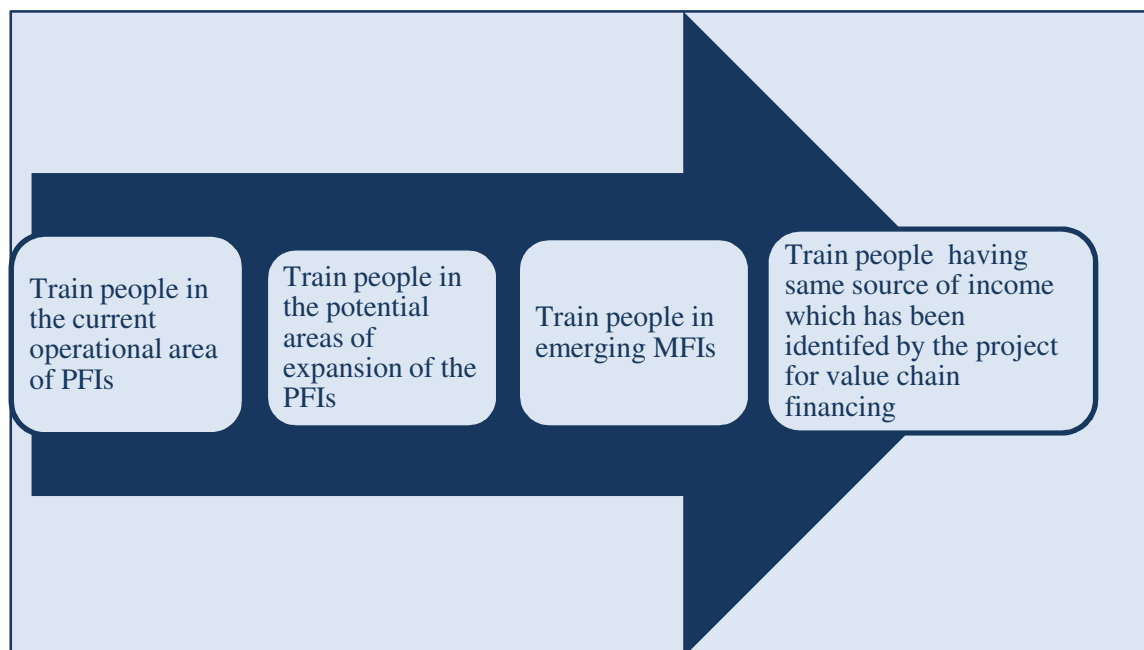 Train people in
the current
operational area
of PFIs
Train people in
the potential
areas of
expansion of the
PFIs
Train people in
emerging MFIs
Train people  having
same source of income
which has been
identifed by the project
for value chain
financing